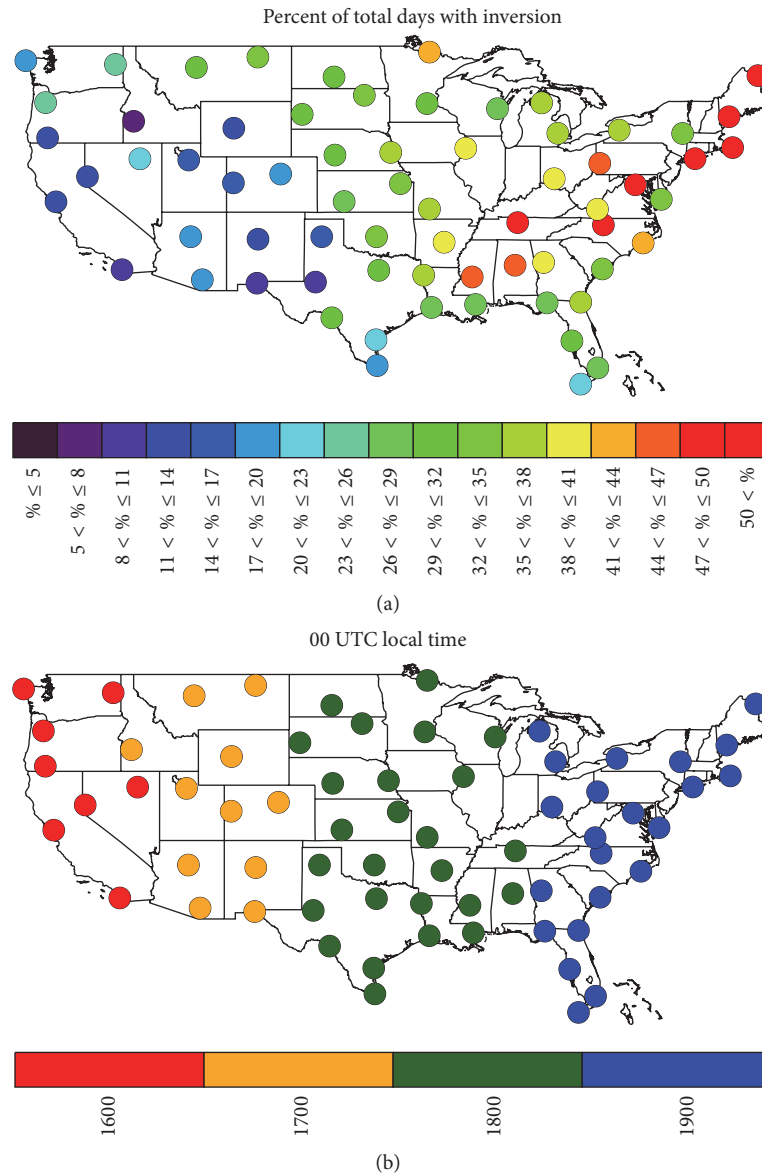 Percent of total days with inversion
% ≤ 5
5 < % ≤ 8
8 < % ≤ 11
11 < % ≤ 14
14 < % ≤ 17
17 < % ≤ 20
20 < % ≤ 23
23 < % ≤ 26
26 < % ≤ 29
29 < % ≤ 32
32 < % ≤ 35
35 < % ≤ 38
38 < % ≤ 41
41 < % ≤ 44
44 < % ≤ 47
47 < % ≤ 50
50 < %
(a)
00 UTC local time
1600
1700
1800
1900
(b)